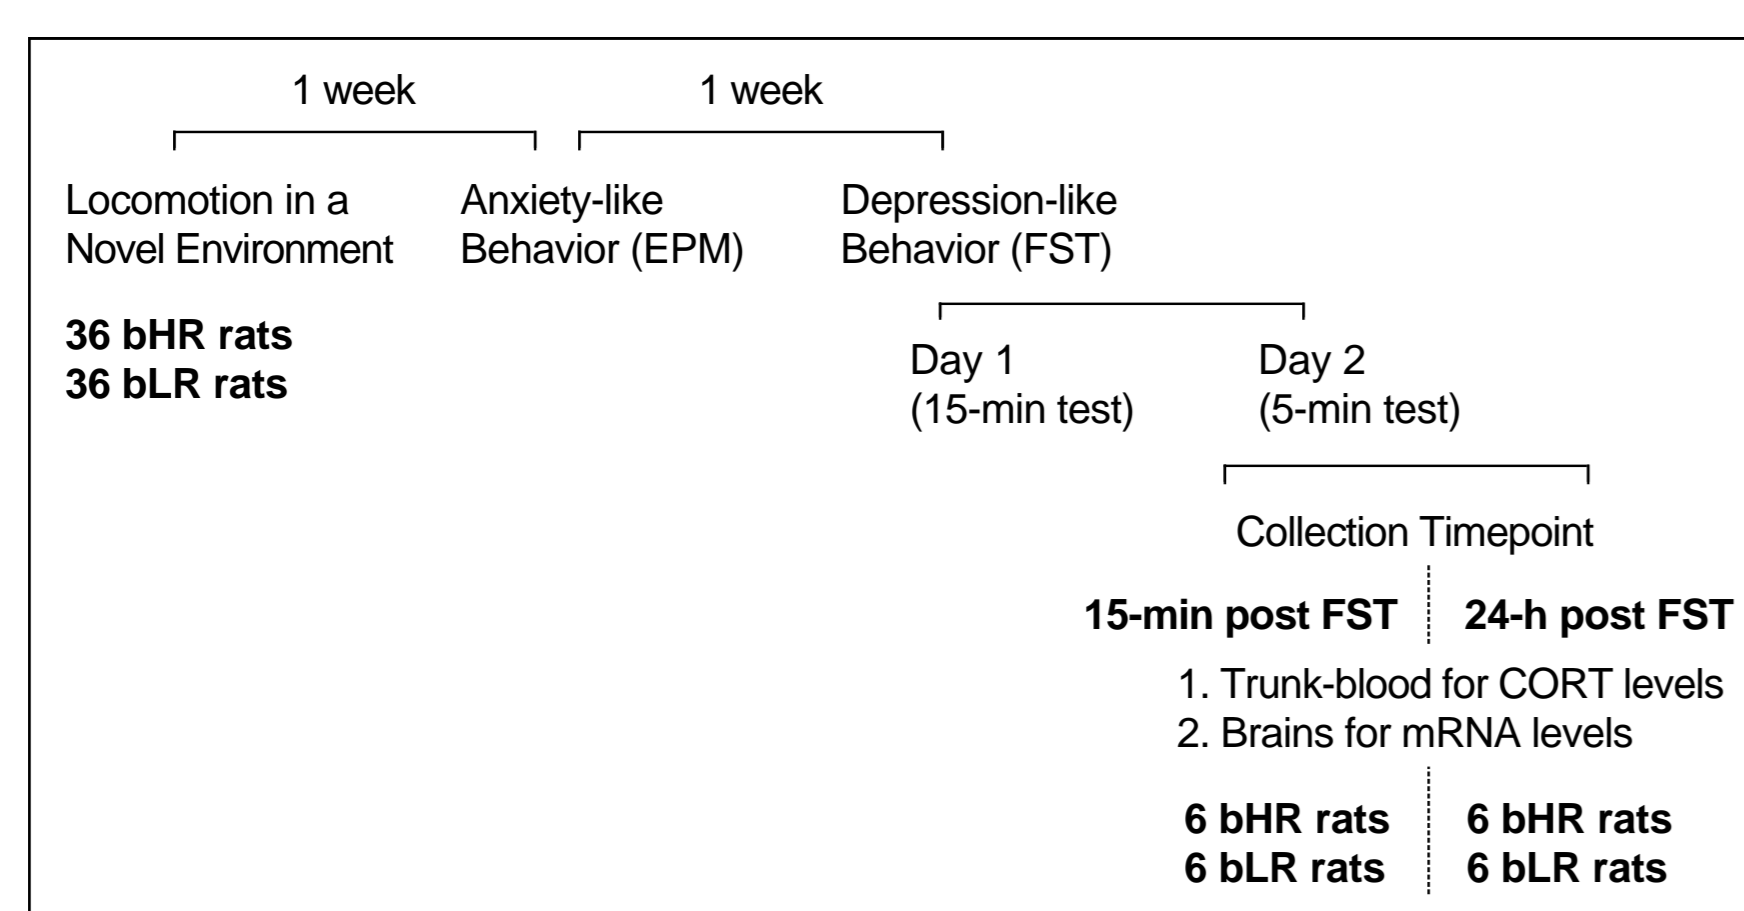 1 week
1 week
Locomotion in a
Novel Environment
Anxiety-like
Behavior (EPM)
Depression-like
Behavior (FST)
36 bHR rats
36 bLR rats
Day 1
(15-min test)
Day 2
(5-min test)
Collection Timepoint
15-min post FST
24-h post FST
1. Trunk-blood for CORT levels
2. Brains for mRNA levels
6 bHR rats
6 bLR rats
6 bHR rats
6 bLR rats